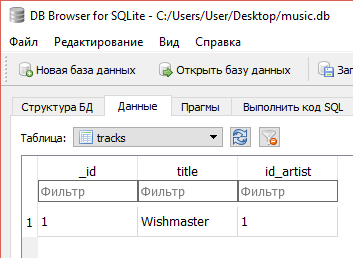 DB Browser for SQLite - C:/Users/User/Desktop/music.db
Файл Редактирование Вид Справка
Новая база данных Открыть базу данных
Структура БД Данные Прагмы Выполнить код SQL
Таблица: tracks
_id title id_artist
Фильтр Фильтр Фильтр
1 1 Wishmaster 1